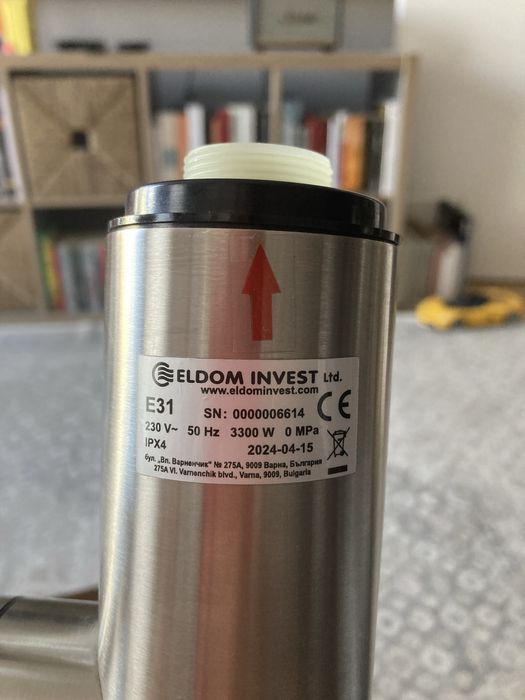 ELDOM INVEST Ltd.
www.eldominvest.com
E31 SN: 0000006614 CE
230 V~ 50 Hz 3300 W 0 MPa
IPX4 2024-04-15
бул. „Вл. Варненчик" № 275А, 9009 Варна, България
275A Vl. Varnenchik blvd., Varna, 9009, Bulgaria